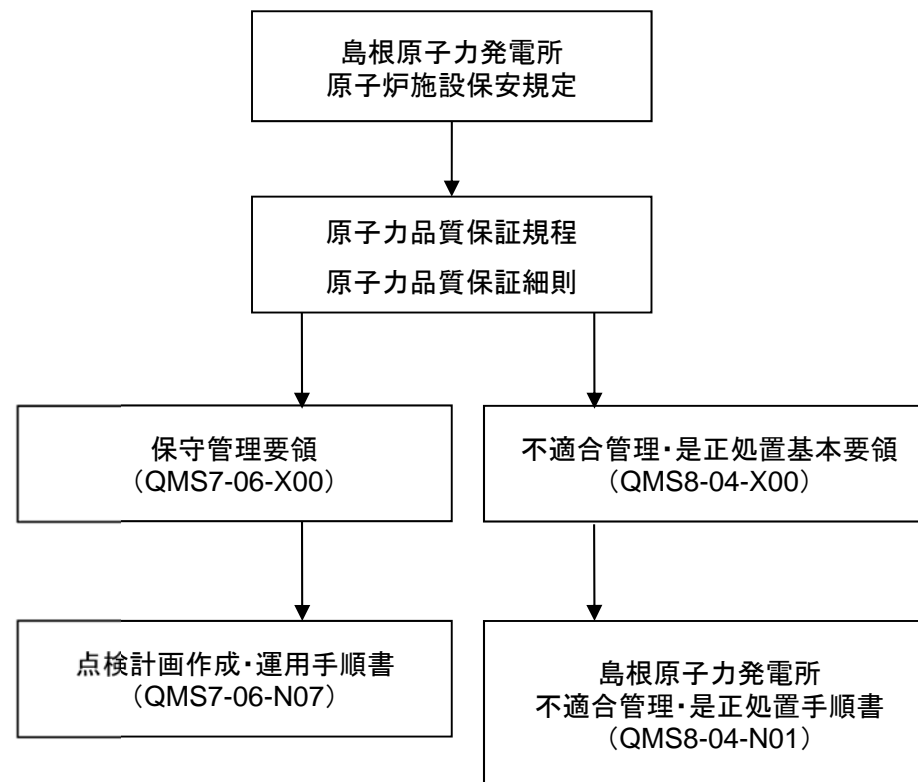 島根原子力発電所
原子炉施設保安規定
原子力品質保証規程
原子力品質保証細則
保守管理要領
（QMS7-06-X00）
不適合管理・是正処置基本要領
（QMS8-04-X00）
点検計画作成・運用手順書
（QMS7-06-N07）
島根原子力発電所
不適合管理・是正処置手順書
（QMS8-04-N01）